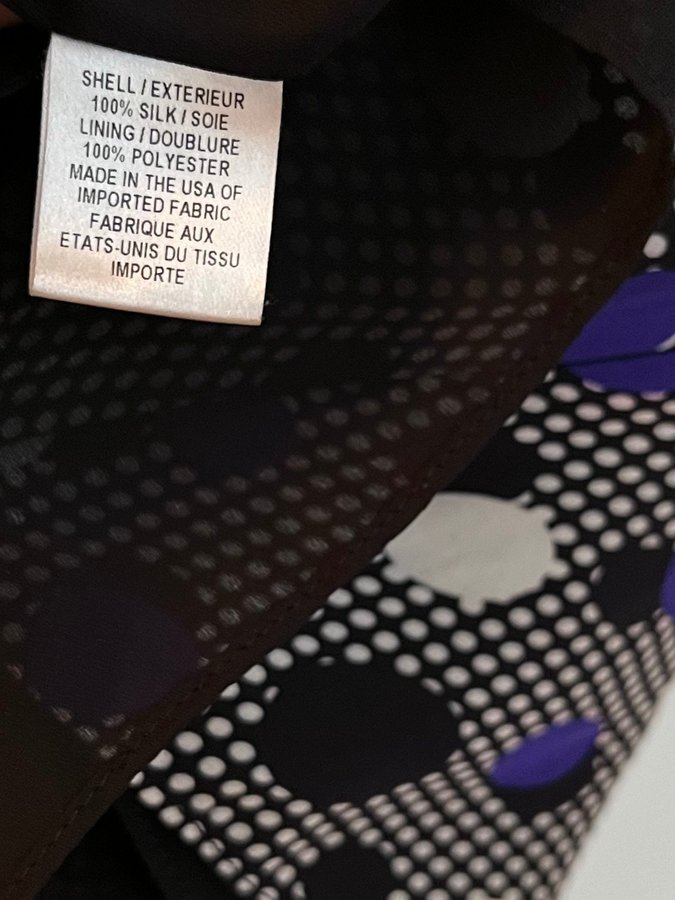 SHELL / EXTERIEUR
100% SILK / SOIE
LINING / DOUBLURE
100% POLYESTER
MADE IN THE USA OF
IMPORTED FABRIC
FABRIQUE AUX
ETATS-UNIS DU TISSU
IMPORTE